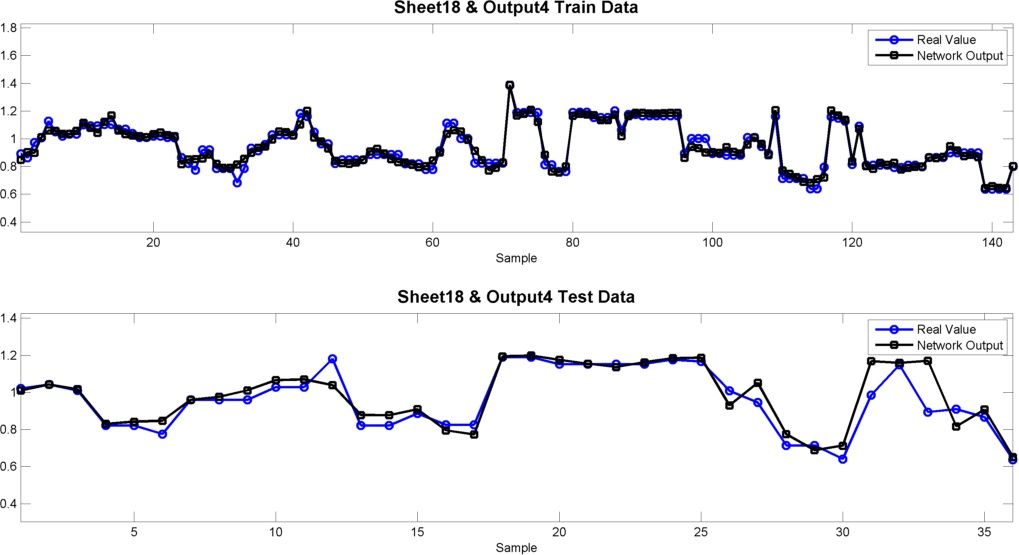 Sheet18 & Output4 Train Data
1.8
1.6
1.4
1.2
1
0.8
0.6
0.4
Real Value
Network Output
20 40 60 80 100 120 140
Sample
Sheet18 & Output4 Test Data
1.4
1.2
1
0.8
0.6
0.4
Real Value
Network Output
5 10 15 20 25 30 35
Sample